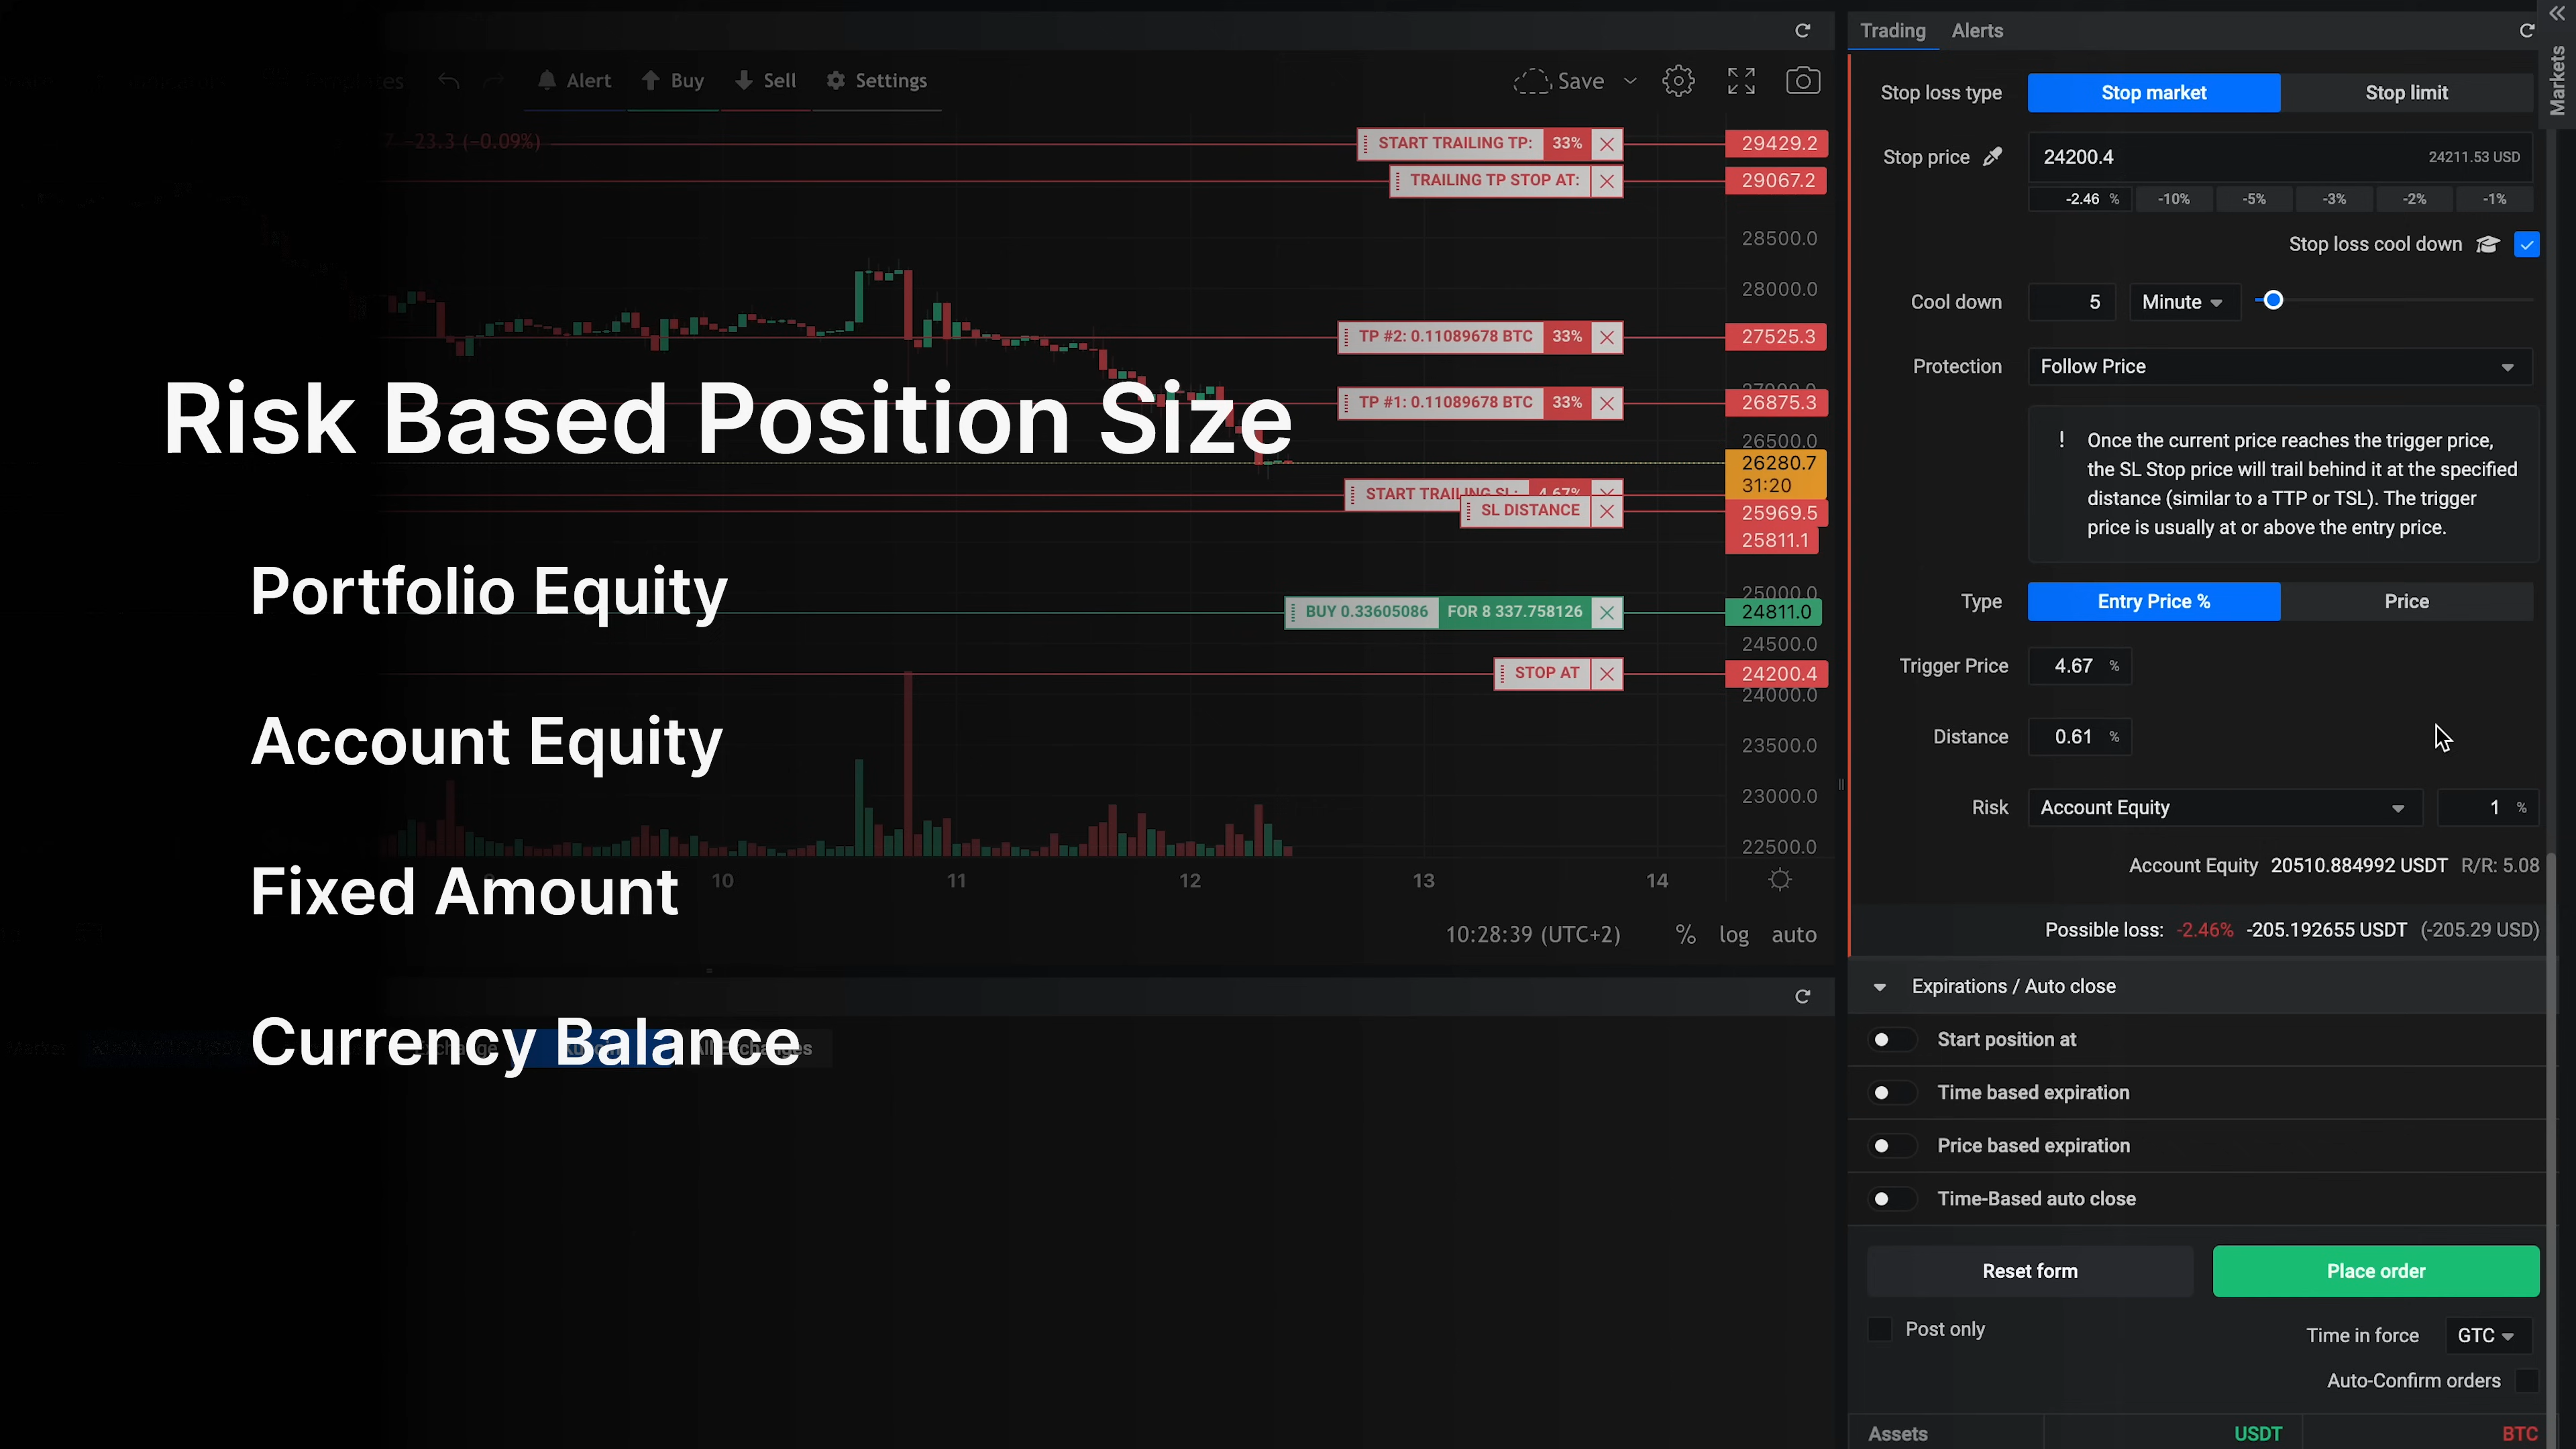 Alert
Buy
Sell
Settings
Save
-23.3 (-0.09%)
START TRAILING TP: 33%
29429.2
TRAILING TP STOP AT:
29067.2
28500.0
28000.0
TP #2: 0.11089678 BTC 33%
27525.3
TP #1: 0.11089678 BTC 33%
26875.3
26500.0
26280.7
31:20
START TRAILING SL: 4.67%
25969.5
SL DISTANCE
25811.1
25000.0
BUY 0.33605086 FOR 8 337.758126
24811.0
24500.0
STOP AT
24200.4
24000.0
23500.0
23000.0
22500.0
10 11 12 13 14
10:28:39 (UTC+2) % log auto
Risk Based Position Size
Portfolio Equity
Account Equity
Fixed Amount
Currency Balance
All Exchanges
Trading Alerts
Markets
Stop loss type Stop market Stop limit
Stop price 24200.4 24211.53 USD
-2.46 % -10% -5% -3% -2% -1%
Stop loss cool down
Cool down 5 Minute
Protection Follow Price
! Once the current price reaches the trigger price,
the SL Stop price will trail behind it at the specified
distance (similar to a TTP or TSL). The trigger
price is usually at or above the entry price.
Type Entry Price % Price
Trigger Price 4.67 %
Distance 0.61 %
Risk Account Equity 1 %
Account Equity 20510.884992 USDT R/R: 5.08
Possible loss: -2.46% -205.192655 USDT (-205.29 USD)
Expirations / Auto close
Start position at
Time based expiration
Price based expiration
Time-Based auto close
Reset form Place order
Post only Time in force GTC
Auto-Confirm orders
Assets USDT BTC